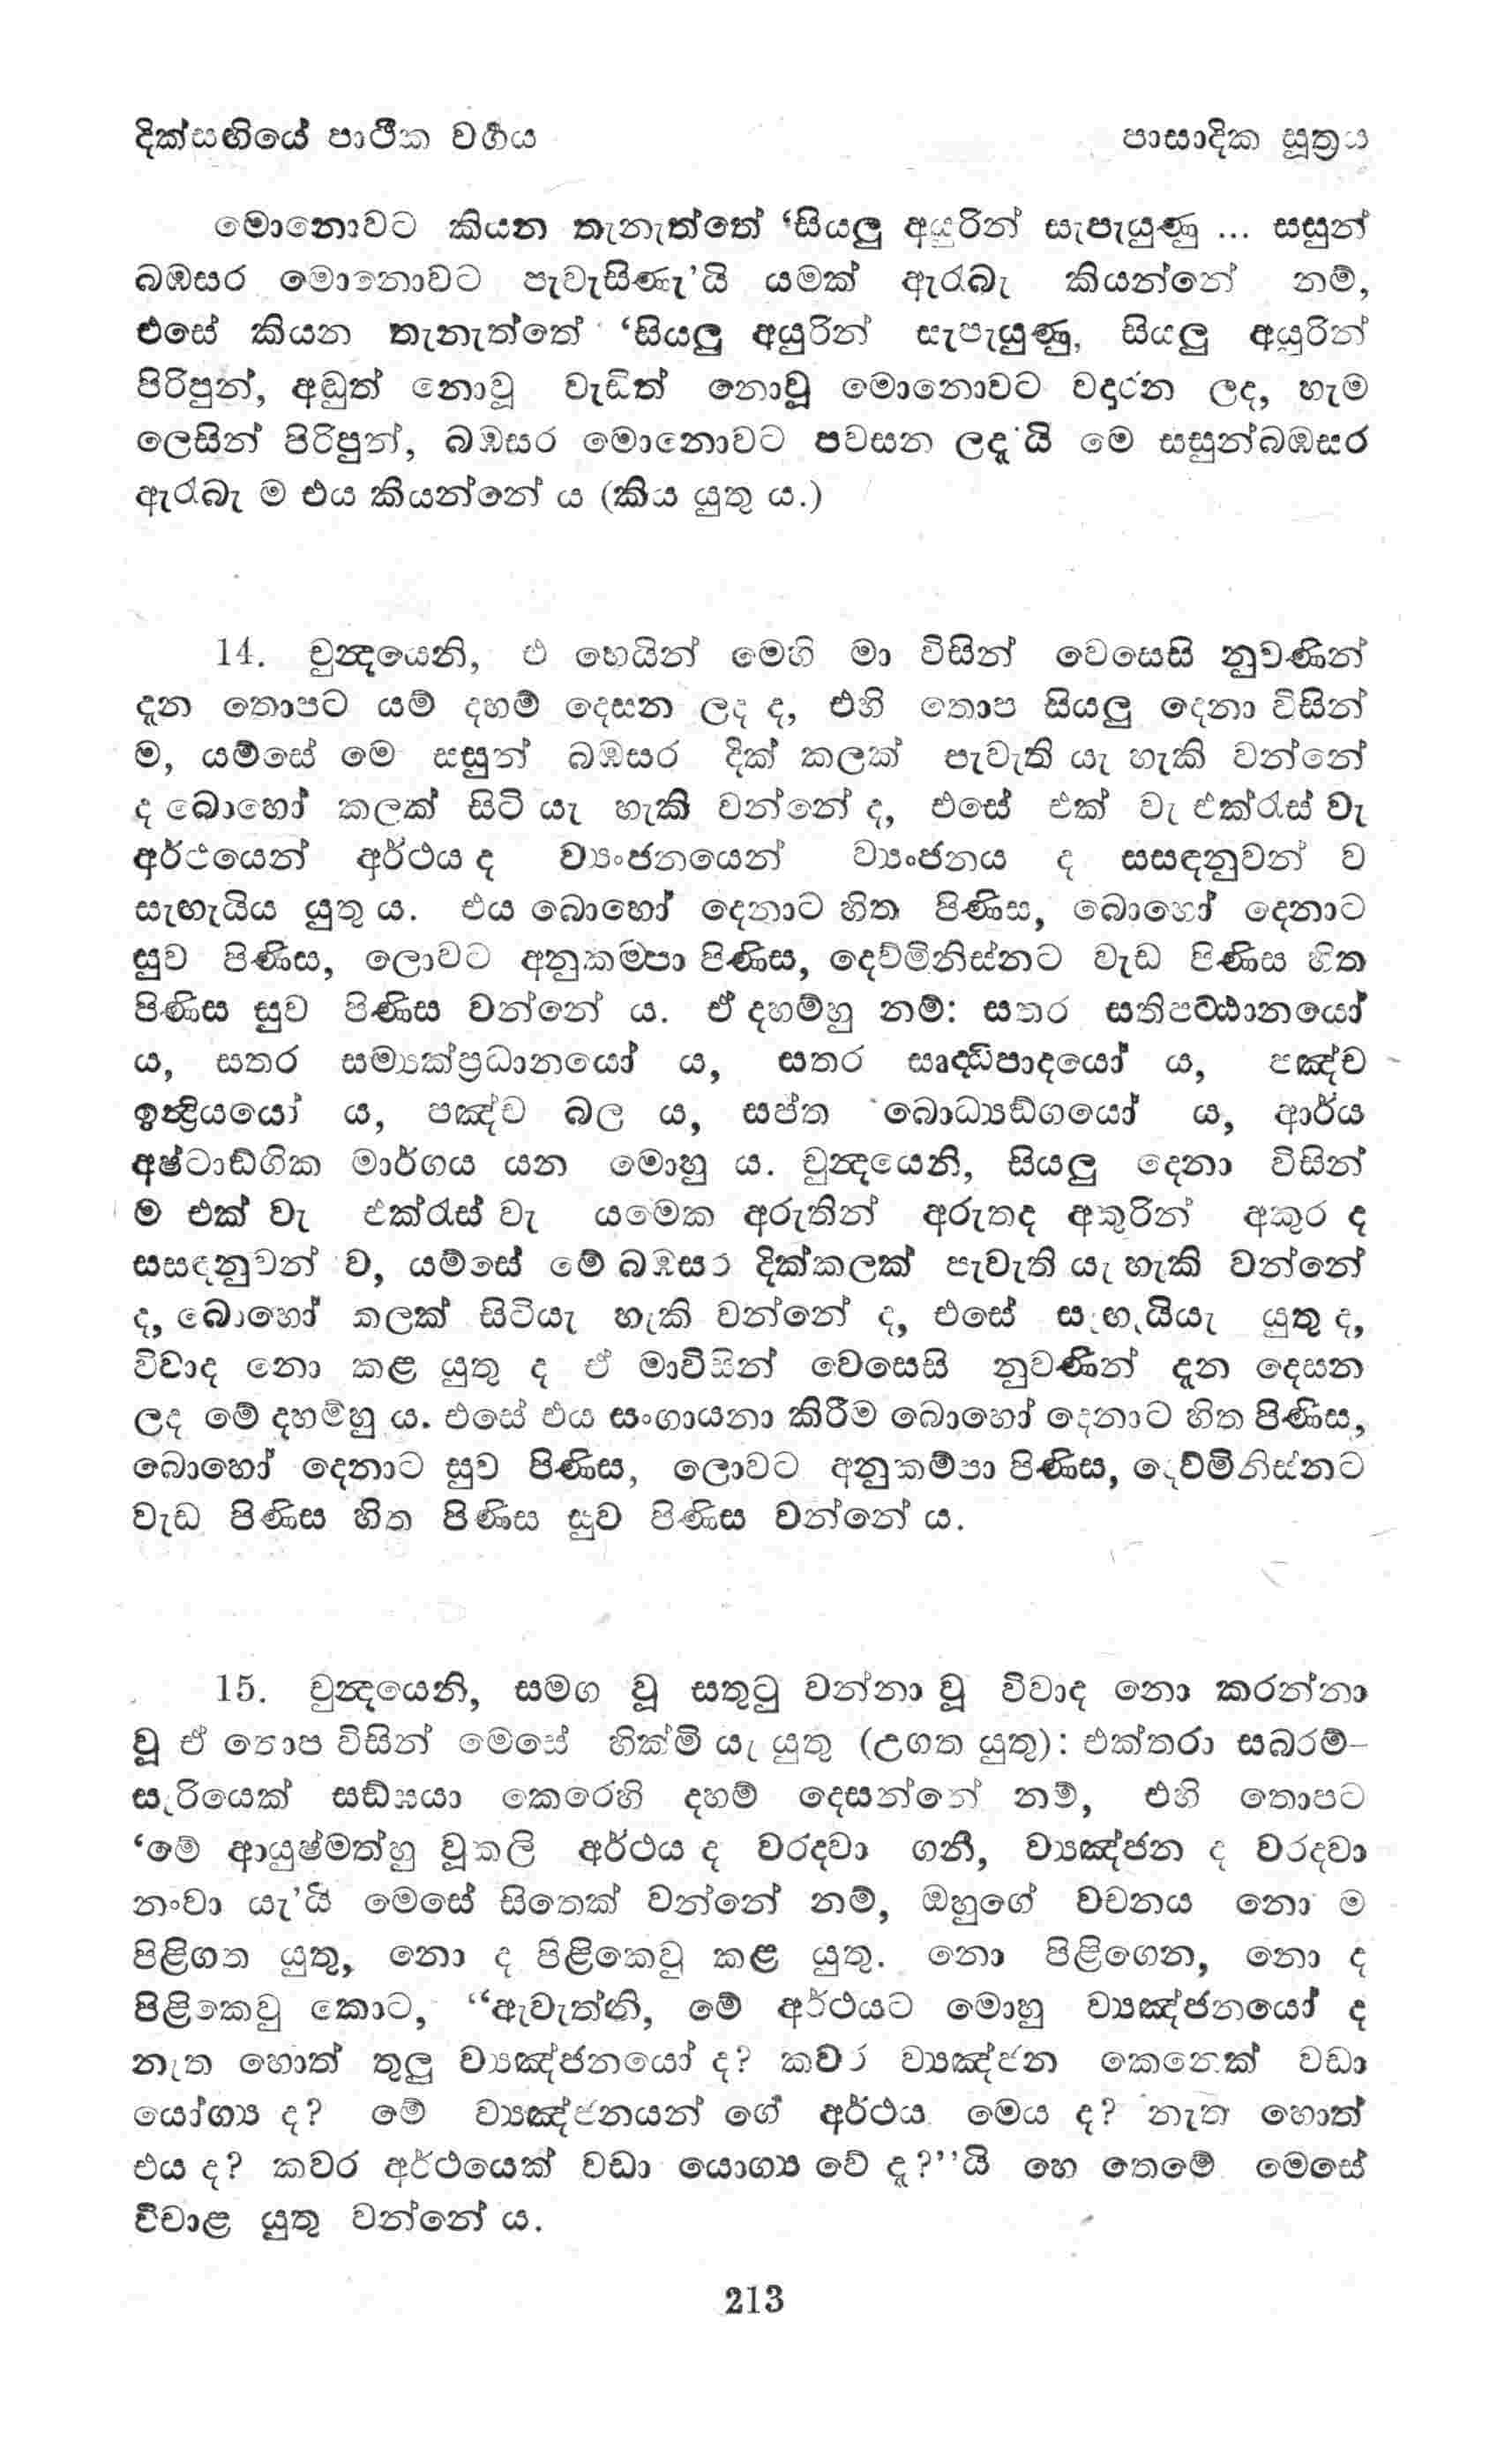 දික්සඟියේ පාථික වර්‍ගය
පාසාදික සූත්‍රය
මොනොවට කියන තැනැත්තේ ‘සියලු අයුරින් සැපැයුණු ... සසුන්
බඹසර මොනොවට පැවැසිණැ’යි යමක් ඇරබැ කියන්නේ නම්,
එසේ කියන තැනැත්තේ ‘සියලු අයුරින් සැපැයුණු, සියලු අයුරින්
පිරිපුන්, අඬුත් නොවූ වැඩිත් නොවූ මොනොවට වදරන ලද, හැම
ලෙසින් පිරිපුන්, බඹසර මොනොවට පවසන ලදැ’යි මෙ සසුන්බඹසර
ඇරබැ ම එය කියන්නේ ය (කිය යුතු ය.)
14. චුන්‍දයෙනි, එ හෙයින් මෙහි මා විසින් වෙසෙසි නුවණින්
දැන තොපට යම් දහම් දෙසන ලද ද, එහි තොප සියලු දෙනා විසින්
ම, යම්සේ මෙ සසුන් බඹසර දික් කලක් පැවැති යැ හැකි වන්නේ
ද බොහෝ කලක් සිටි යැ හැකි වන්නේ ද, එසේ එක් වැ එක්රැස් වැ
අර්ථයෙන් අර්ථය ද ව්‍යංජනයෙන් ව්‍යංජනය ද සසඳනුවන් ව
සැඟැයිය යුතු ය. එය බොහෝ දෙනාට හිත පිණිස, බොහෝ දෙනාට
සුව පිණිස, ලොවට අනුකම්පා පිණිස, දෙව්මිනිස්නට වැඩ පිණිස හිත
පිණිස සුව පිණිස වන්නේ ය. ඒ දහම්හු නම්: සතර සතිපට්ඨානයෝ
ය, සතර සම්‍යක්ප්‍රධානයෝ ය, සතර සෘද්ධිපාදයෝ ය, පඤ්ච
ඉන්‍ද්‍රියයෝ ය, පඤ්ච බල ය, සප්ත බොධ්‍යඞ්ගයෝ ය, ආර්ය
අෂ්ටාඞ්ගික මාර්ගය යන මොහු ය. චුන්‍දයෙනි, සියලු දෙනා විසින්
ම එක් වැ එක්රැස් වැ යමෙක අරුතින් අරුතද අකුරින් අකුර ද
සසඳනුවන් ව, යම්සේ මේ බඹසර දික්කලක් පැවැති යැ හැකි වන්නේ
ද, බොහෝ කලක් සිටියැ හැකි වන්නේ ද, එසේ සැඟැයියැ යුතු ද,
විවාද නො කළ යුතු ද ඒ මාවිසින් වෙසෙසි නුවණින් දැන දෙසන
ලද මේ දහම්හු ය. එසේ එය සංගායනා කිරීම බොහෝ දෙනාට හිත පිණිස,
බොහෝ දෙනාට සුව පිණිස, ලොවට අනුකම්පා පිණිස, දෙව්මිනිස්නට
වැඩ පිණිස හිත පිණිස සුව පිණිස වන්නේ ය.
15. චුන්‍දයෙනි, සමග වූ සතුටු වන්නා වූ විවාද නො කරන්නා
වූ ඒ තොප විසින් මෙසේ හික්මි යැ යුතු (උගත යුතු): එක්තරා සබරම්-
සැරියෙක් සඞ්ඝයා කෙරෙහි දහම් දෙසන්නේ නම්, එහි තොපට
‘මේ ආයුෂ්මත්හු වූකලි අර්ථය ද වරදවා ගනී, ව්‍යඤ්ජන ද වරදවා
නංවා යැ’යි මෙසේ සිතෙක් වන්නේ නම්, ඔහුගේ වචනය නො ම
පිළිගත යුතු, නො ද පිළිකෙවු කළ යුතු. නො පිළිගෙන, නො ද
පිළිකෙවු කොට, “ඇවැත්නි, මේ අර්ථයට මොහු ව්‍යඤ්ජනයෝ ද
නැත හොත් තුලු ව්‍යඤ්ජනයෝ ද? කවර ව්‍යඤ්ජන කෙනෙක් වඩා
යෝග්‍ය ද? මේ ව්‍යඤ්ජනයන් ගේ අර්ථය මෙය ද? නැත හොත්
එය ද? කවර අර්ථයෙක් වඩා යොග්‍ය වේ දැ?”යි හෙ තෙමේ මෙසේ
විචාළ යුතු වන්නේ ය.
213